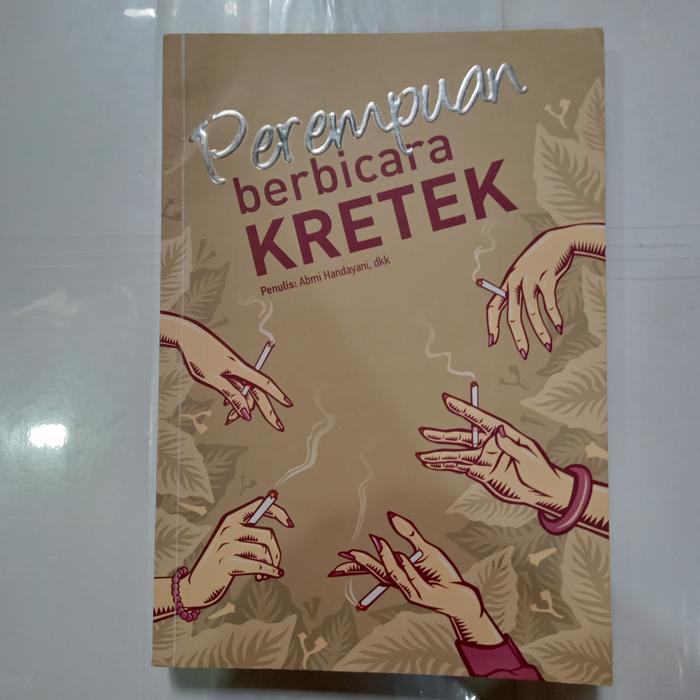 Perempuan
berbicara
KRETEK
Penulis: Abmi Handayani, dkk